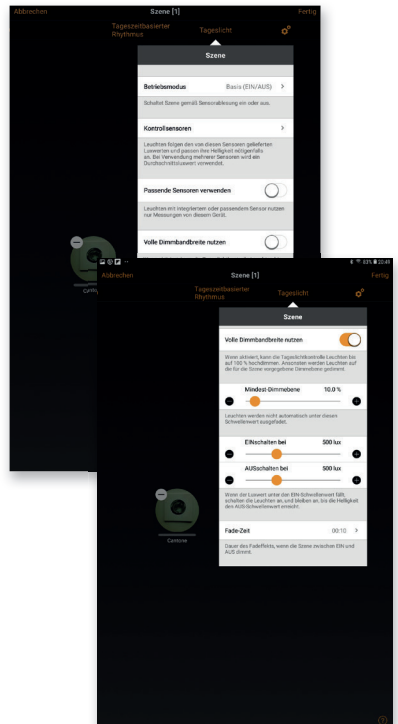 Abbrechen Szene [1] Fertig
Tageszeitbasierter
Rhythmus
Tageslicht
Szene
Betriebsmodus Basis (EIN/AUS) >
Schaltet Szene gemäß Sensorablesung ein oder aus.
Kontrollsensoren >
Leuchten folgen den von diesen Sensoren gelieferten
Luxwerten und passen ihre Helligkeit nötigenfalls
an. Bei Verwendung mehrerer Sensoren wird ein
Durchschnittsluxwert verwendet.
Passende Sensoren verwenden
Leuchten mit integriertem oder passendem Sensor nutzen
nur Messungen von diesem Gerät.
Volle Dimmbandbreite nutzen
83% 20:49
Abbrechen Szene [1] Fertig
Tageszeitbasierter
Rhythmus
Tageslicht
Szene
Volle Dimmbandbreite nutzen
Wenn aktiviert, kann die Tageslichtkontrolle Leuchten bis
auf 100 % hochdimmen. Ansonsten werden Leuchten auf
die für die Szene vorgegebene Dimmebene gedimmt.
Mindest-Dimmebene 10.0 %
Leuchten werden nicht automatisch unter diesen
Schwellenwert ausgefadet.
EINschalten bei 500 lux
AUSschalten bei 500 lux
Wenn der Luxwert unter den EIN-Schwellenwert fällt,
schalten die Leuchten an und bleiben an, bis die Helligkeit
den AUS-Schwellenwert erreicht.
Fade-Zeit 00:10 >
Dauer des Fadeffekts, wenn die Szene zwischen EIN und
AUS dimmt.
Cantone